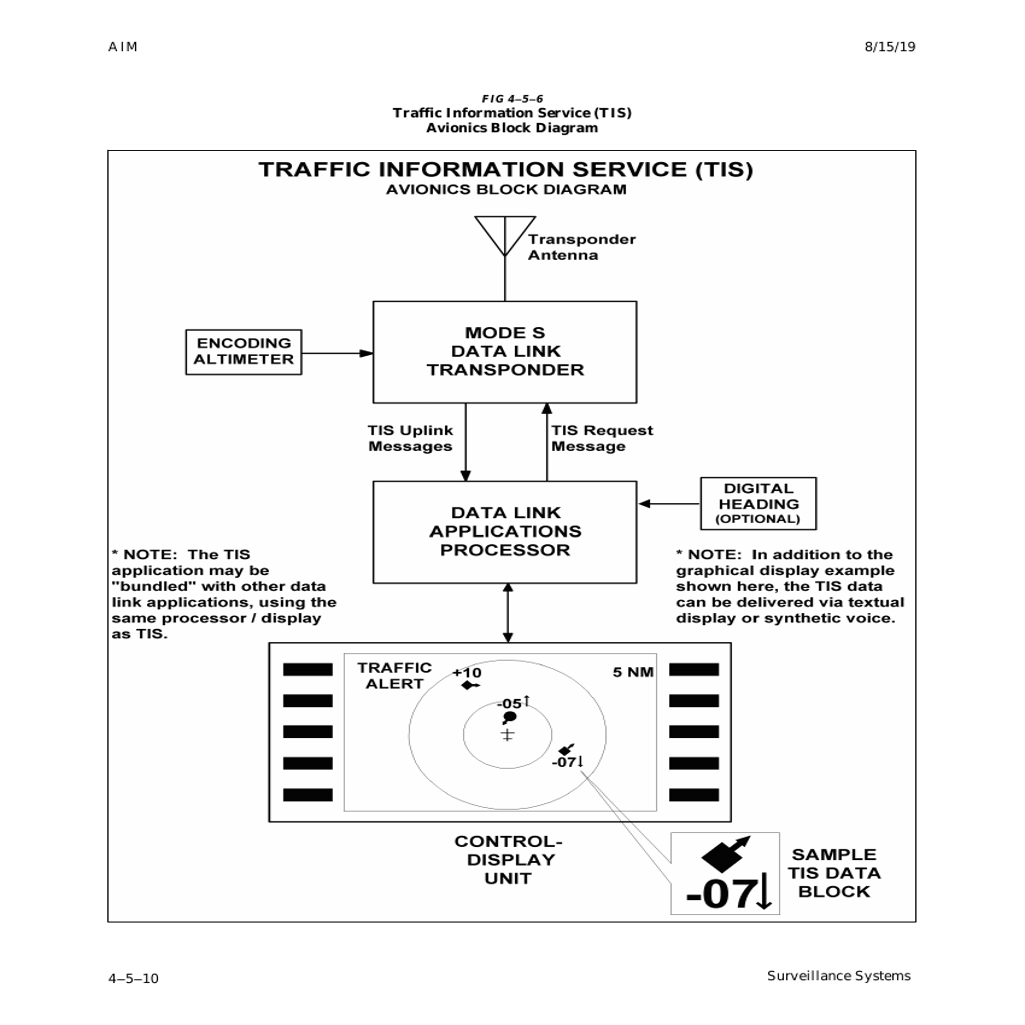 AIM
8/15/19
FIG 4–5–6
Traffic Information Service (TIS)
Avionics Block Diagram
TRAFFIC INFORMATION SERVICE (TIS)
AVIONICS BLOCK DIAGRAM
Transponder
Antenna
MODE S
DATA LINK
TRANSPONDER
ENCODING
ALTIMETER
TIS Uplink
Messages
TIS Request
Message
DATA LINK
APPLICATIONS
PROCESSOR
DIGITAL
HEADING
(OPTIONAL)
* NOTE: The TIS
application may be
"bundled" with other data
link applications, using the
same processor / display
as TIS.
* NOTE: In addition to the
graphical display example
shown here, the TIS data
can be delivered via textual
display or synthetic voice.
TRAFFIC
ALERT
+10
5 NM
-05↑
-07↓
CONTROL-
DISPLAY
UNIT
-07↓
SAMPLE
TIS DATA
BLOCK
4–5–10
Surveillance Systems